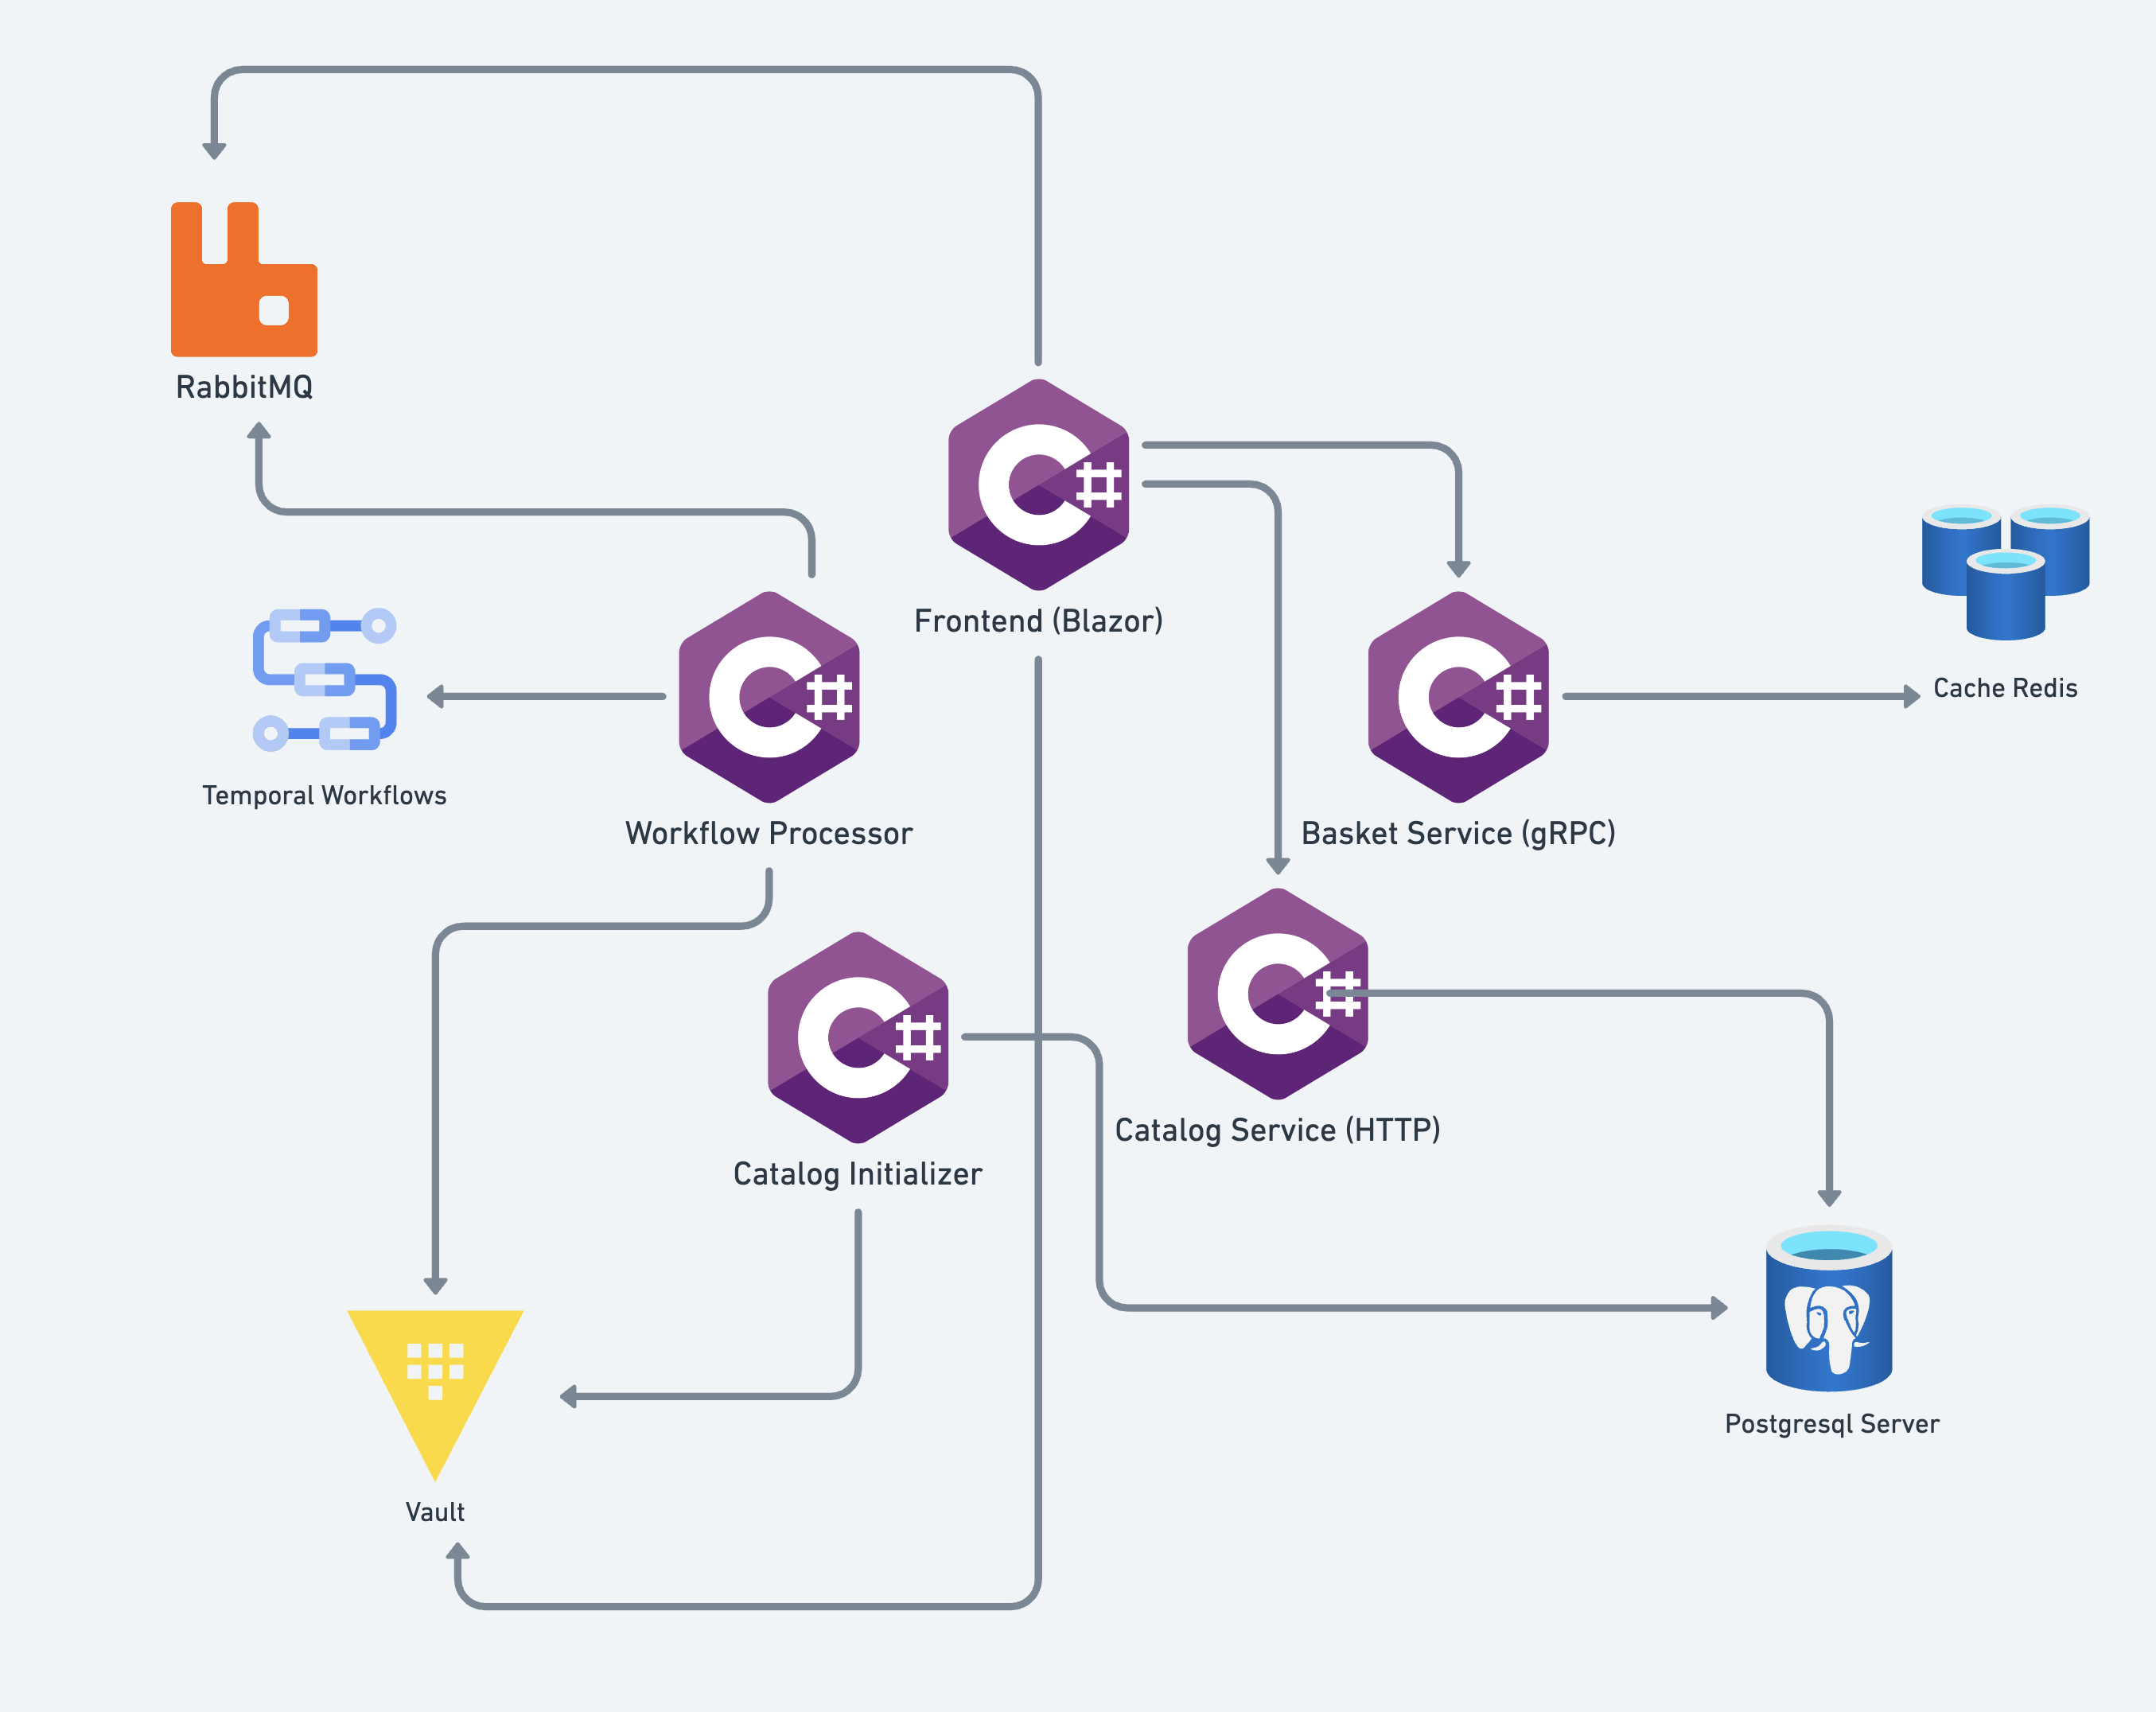 RabbitMQ
Frontend (Blazor)
Cache Redis
Temporal Workflows
Workflow Processor
Basket Service (gRPC)
Catalog Service (HTTP)
Catalog Initializer
Postgresql Server
Vault